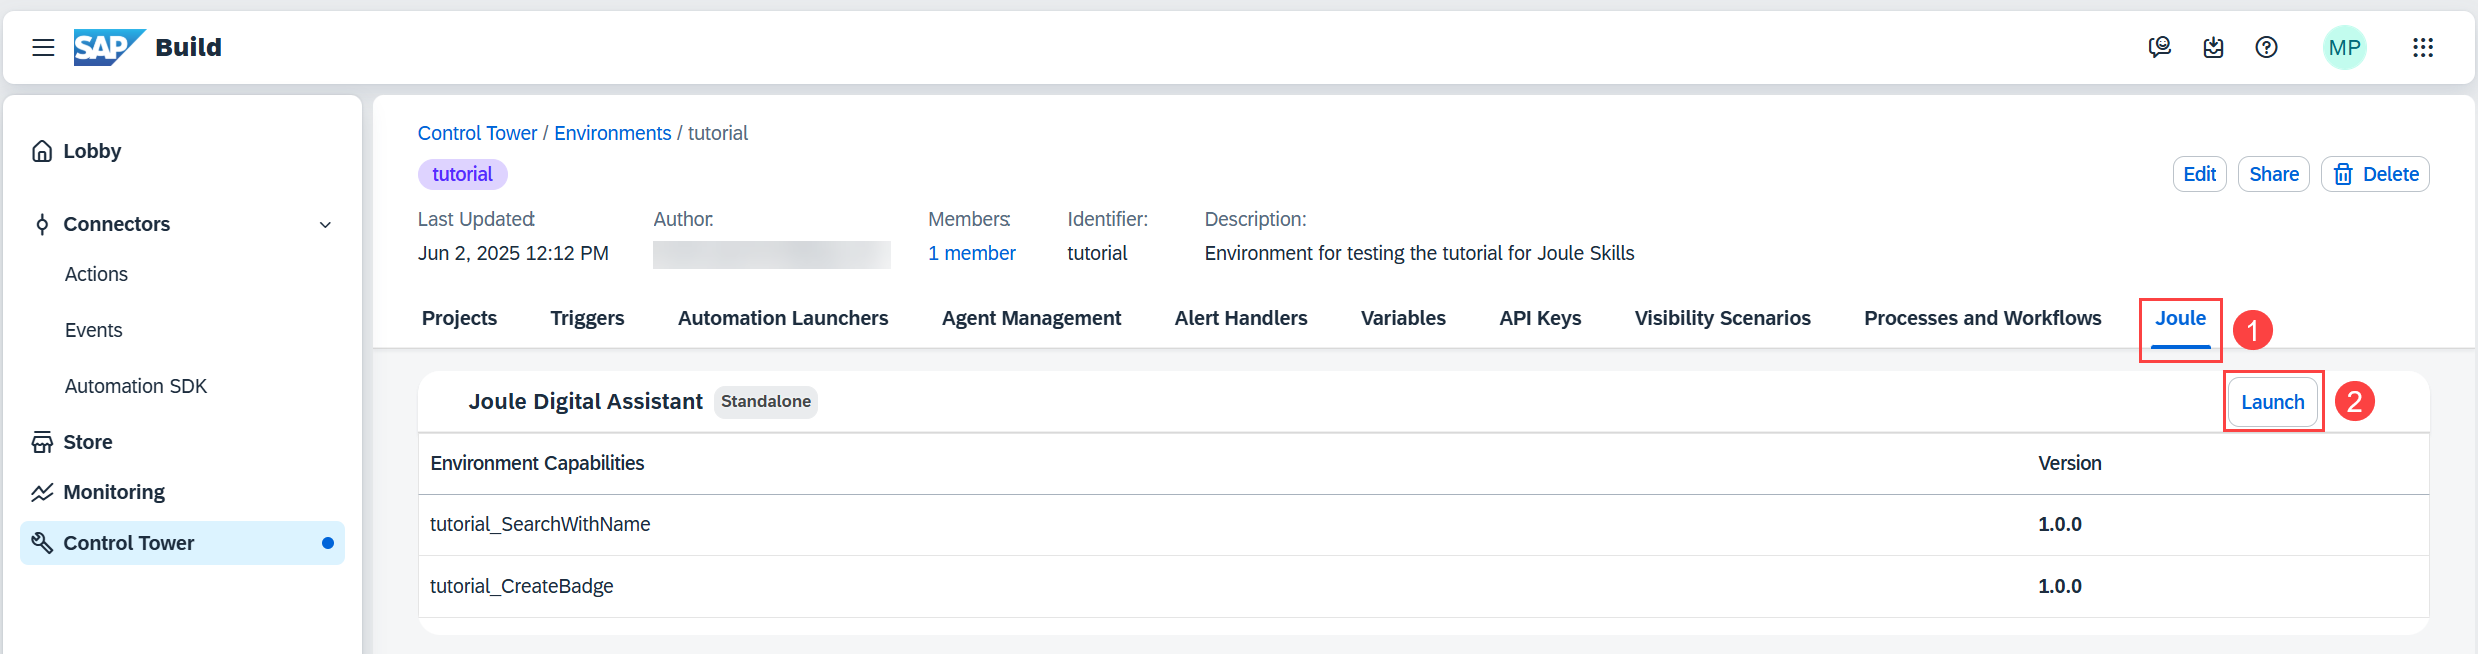 SAP Build
MP
Lobby
Connectors
Actions
Events
Automation SDK
Store
Monitoring
Control Tower
Control Tower / Environments / tutorial
tutorial
Edit Share Delete
Last Updated: Author: Members: Identifier: Description:
Jun 2, 2025 12:12 PM 1 member tutorial Environment for testing the tutorial for Joule Skills
Projects Triggers Automation Launchers Agent Management Alert Handlers Variables API Keys Visibility Scenarios Processes and Workflows Joule 1
Joule Digital Assistant Standalone Launch 2
Environment Capabilities Version
tutorial_SearchWithName 1.0.0
tutorial_CreateBadge 1.0.0